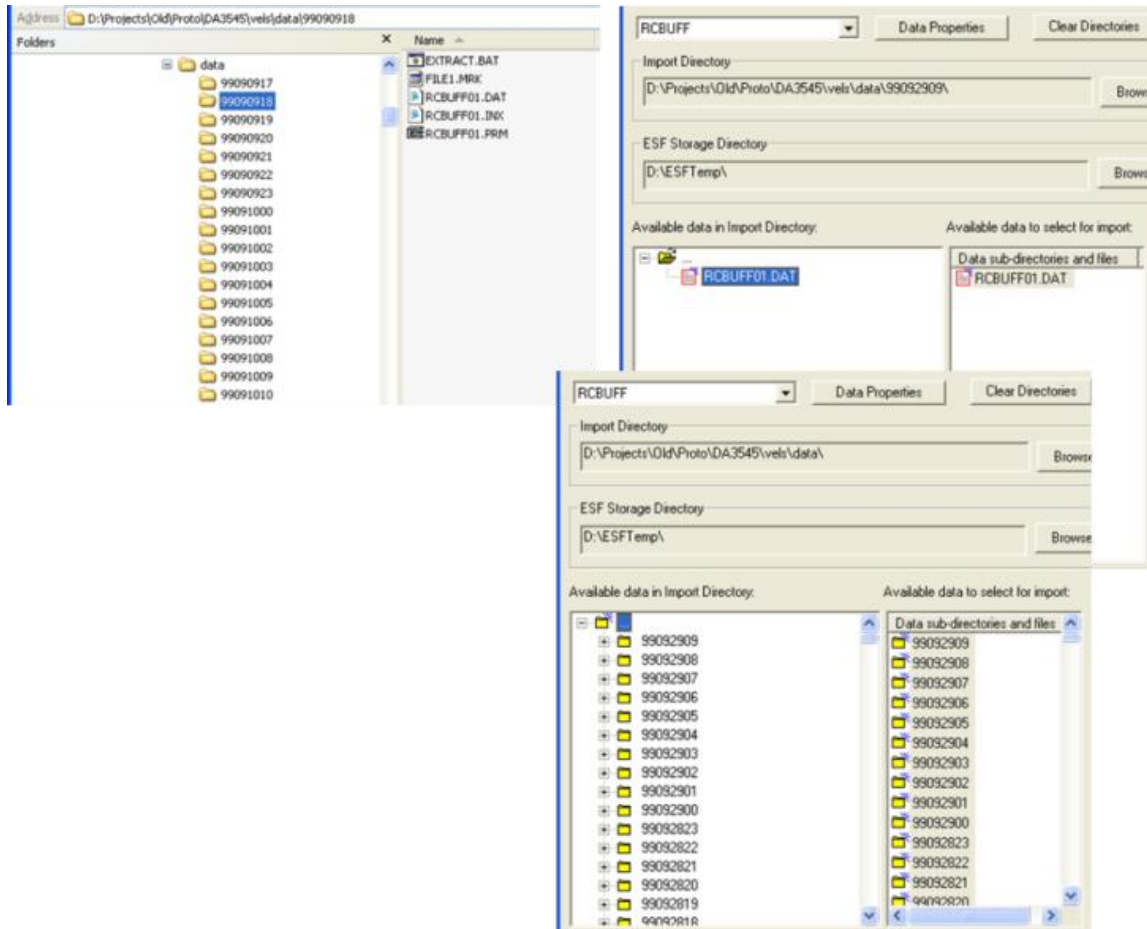 Address D:\Projects\Old\Proto\DA3545\vels\data\99090918
Folders
Name
data
99090917
99090918
99090919
99090920
99090921
99090922
99090923
99091000
99091001
99091002
99091003
99091004
99091005
99091006
99091007
99091008
99091009
99091010
EXTRACT.BAT
FILE1.MRK
RCBUFF01.DAT
RCBUFF01.INX
RCBUFF01.PRM
RCBUFF
Data Properties
Clear Directories
Import Directory
D:\Projects\Old\Proto\DA3545\vels\data\99092909\
Brows
ESF Storage Directory
D:\ESFTemp\
Brows
Available data in Import Directory:
...
RCBUFF01.DAT
Available data to select for import:
Data sub-directories and files
RCBUFF01.DAT
RCBUFF
Data Properties
Clear Directories
Import Directory
D:\Projects\Old\Proto\DA3545\vels\data\
Browse
ESF Storage Directory
D:\ESFTemp\
Browse
Available data in Import Directory:
...
99092909
99092908
99092907
99092906
99092905
99092904
99092903
99092902
99092901
99092900
99092823
99092822
99092821
99092820
99092819
99092818
Available data to select for import:
Data sub-directories and files
99092909
99092908
99092907
99092906
99092905
99092904
99092903
99092902
99092901
99092900
99092823
99092822
99092821
99092820